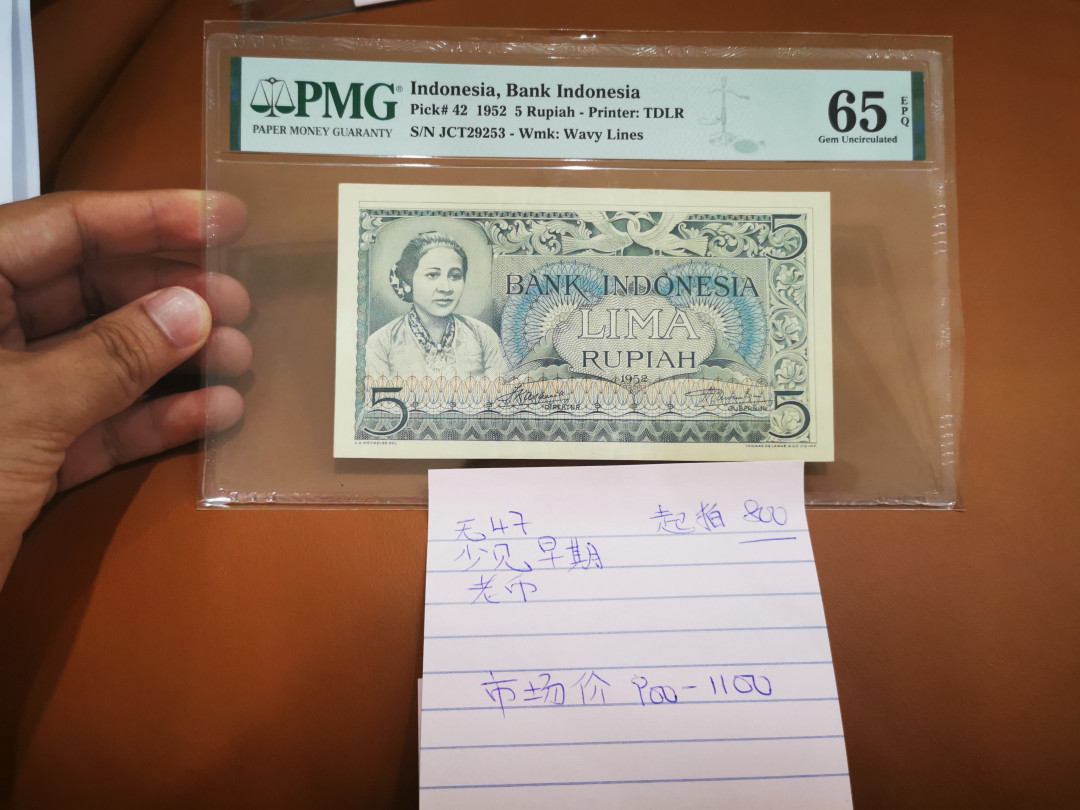 PMG®
PAPER MONEY GUARANTY
Indonesia, Bank Indonesia
Pick# 42 1952 5 Rupiah - Printer: TDLR
S/N JCT29253 - Wmk: Wavy Lines
65 EPQ
Gem Uncirculated
5
BANK INDONESIA
LIMA
RUPIAH
1952
DIREKTUR
GUBERNUR
5
5
无47 起拍 800
少见早期
老币
市场价 900-1100